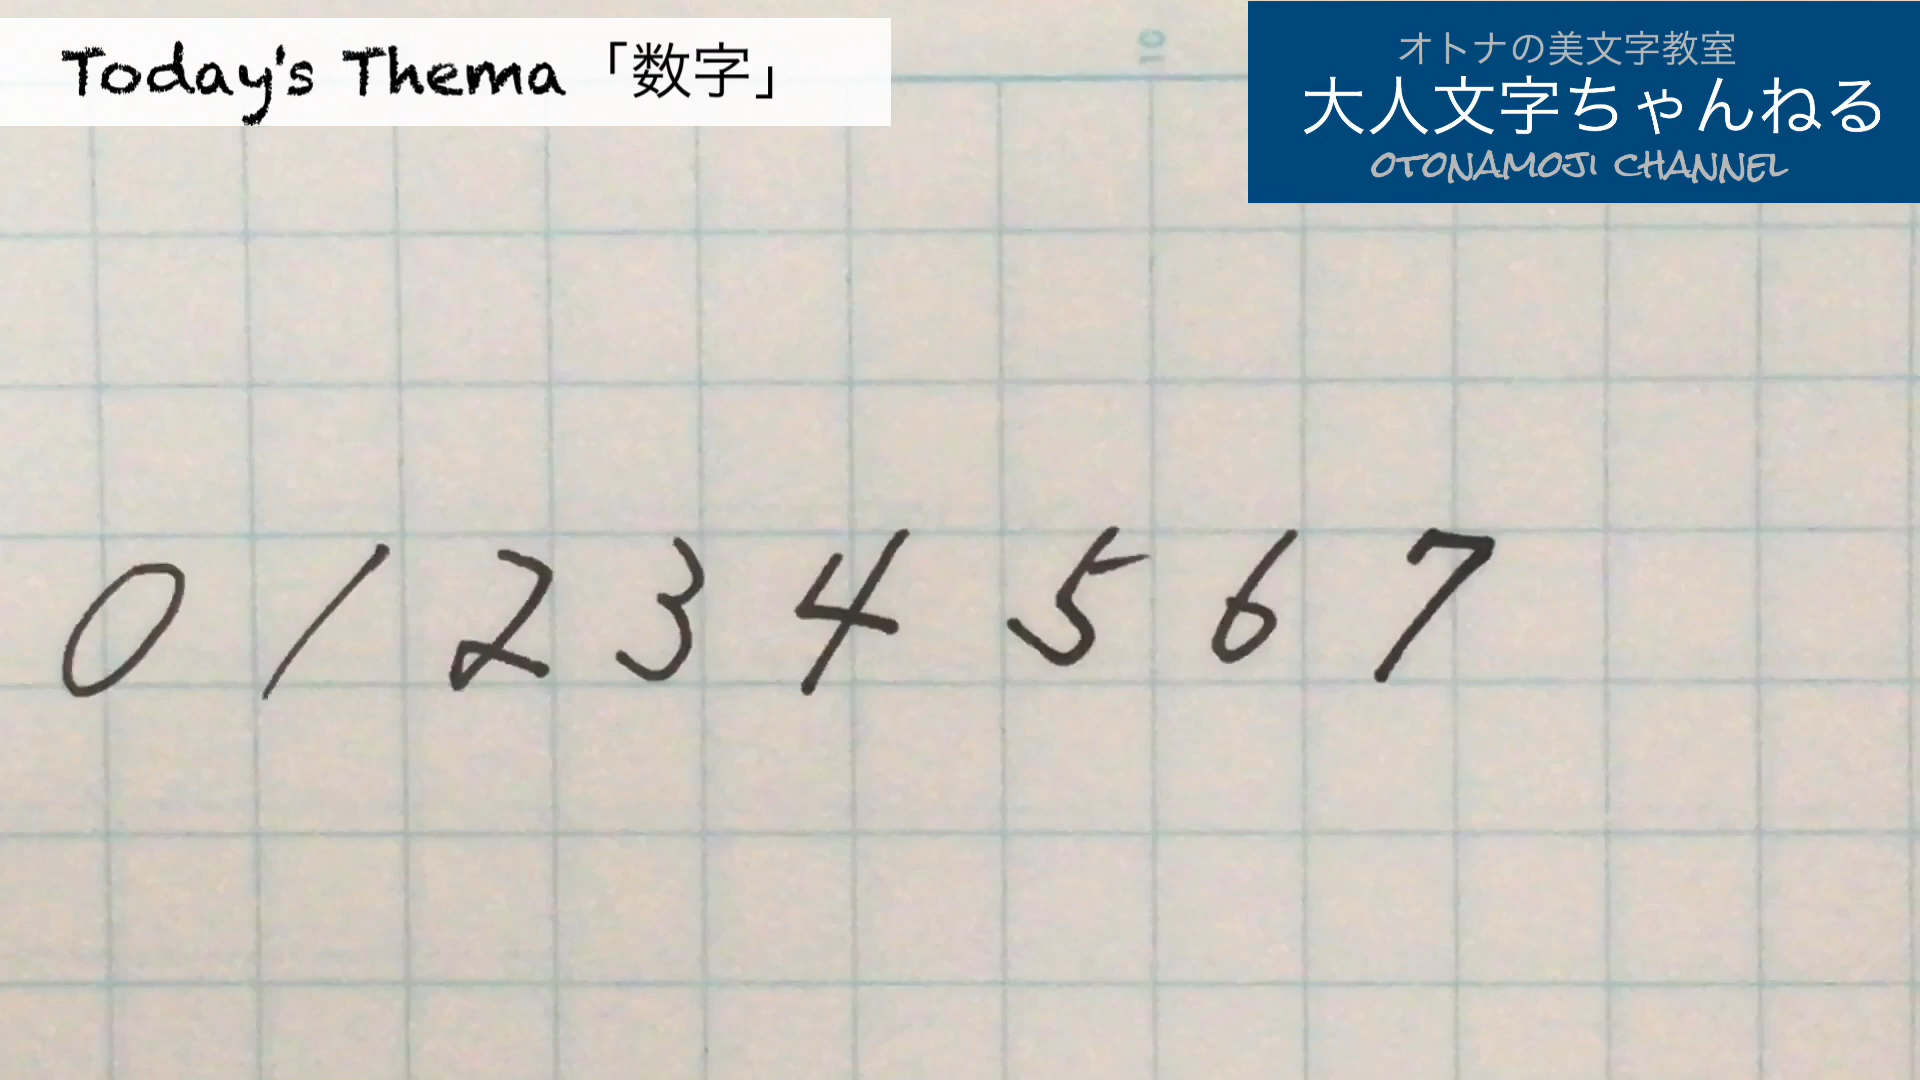 Today's Thema「数字」
オトナの美文字教室
大人文字ちゃんねる
OTONAMOJI CHANNEL
10
0 1 2 3 4 5 6 7